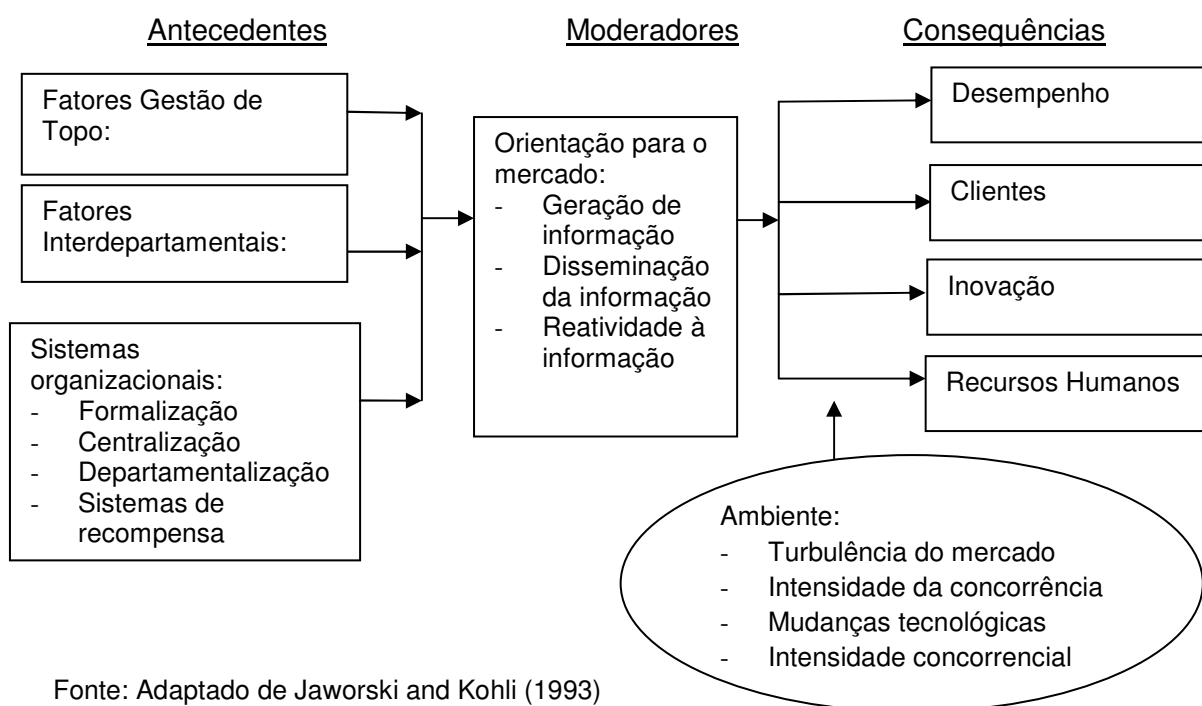 Antecedentes
Moderadores
Consequências
Fatores Gestão de
Topo:
Fatores
Interdepartamentais:
Sistemas
organizacionais:
- Formalização
- Centralização
- Departamentalização
- Sistemas de
recompensa
Orientação para o
mercado:
- Geração de
informação
- Disseminação
da informação
- Reatividade à
informação
Desempenho
Clientes
Inovação
Recursos Humanos
Ambiente:
- Turbulência do mercado
- Intensidade da concorrência
- Mudanças tecnológicas
- Intensidade concorrencial
Fonte: Adaptado de Jaworski and Kohli (1993)